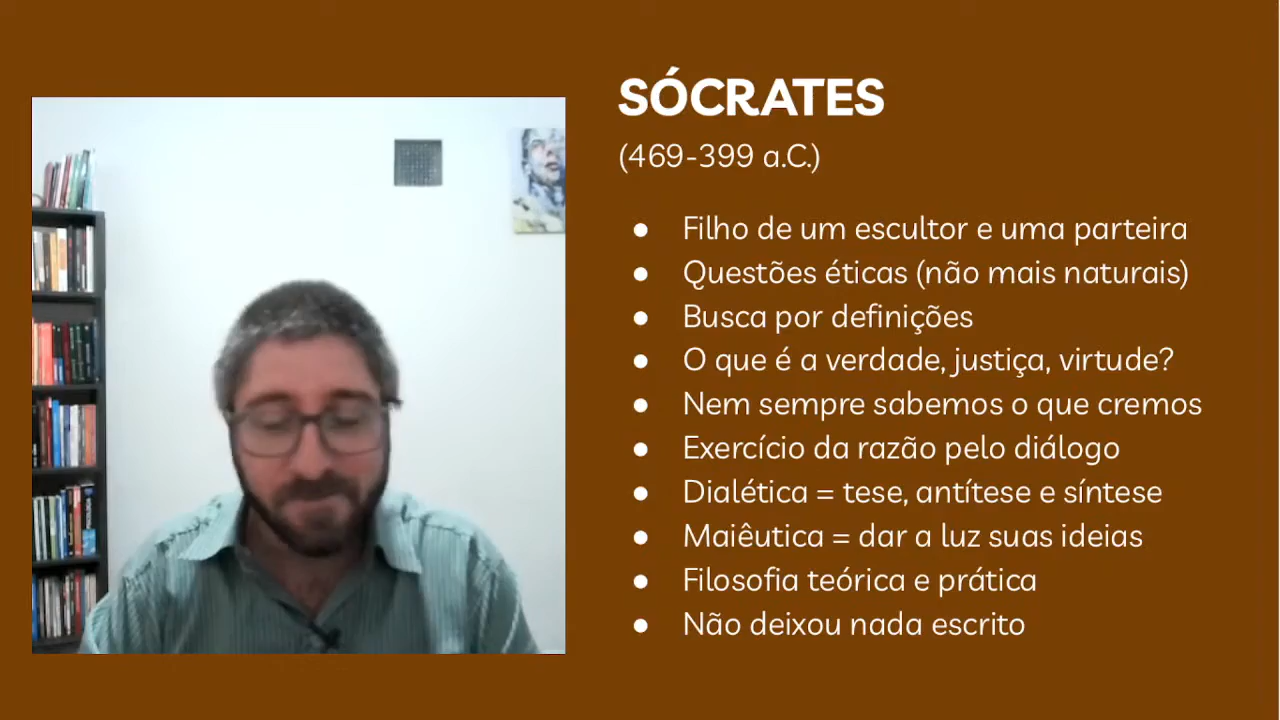 SÓCRATES
(469-399 a.C.)
● Filho de um escultor e uma parteira
● Questões éticas (não mais naturais)
● Busca por definições
● O que é a verdade, justiça, virtude?
● Nem sempre sabemos o que cremos
● Exercício da razão pelo diálogo
● Dialética = tese, antítese e síntese
● Maiêutica = dar a luz suas ideias
● Filosofia teórica e prática
● Não deixou nada escrito